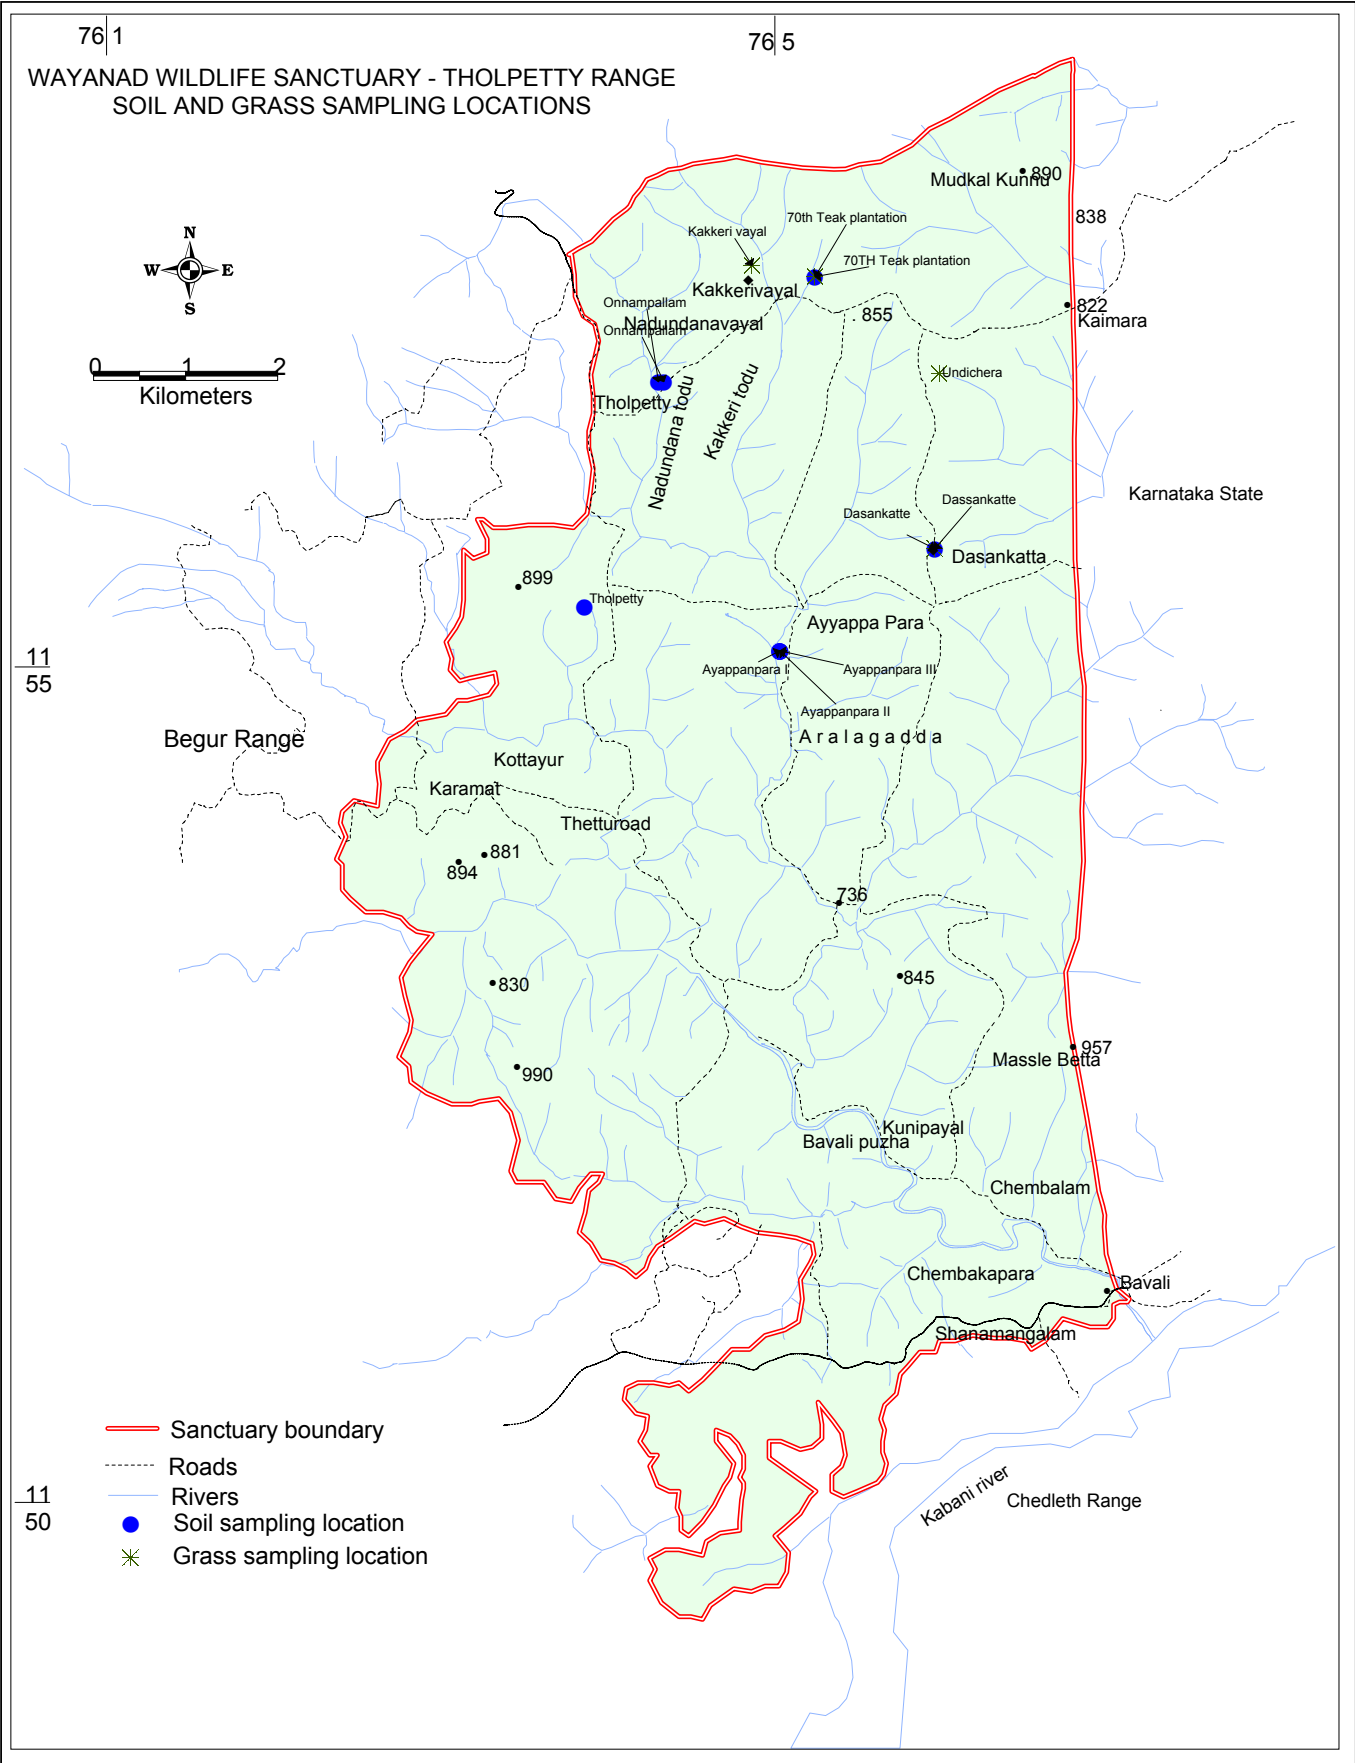 76 1
76 5
WAYANAD WILDLIFE SANCTUARY - THOLPETTY RANGE
SOIL AND GRASS SAMPLING LOCATIONS
890
Mudkal Kunnu
838
70th Teak plantation
Kakkeri vayal
N
W E
S
70TH Teak plantation
Kakkerivayal
Onnampallam
822
855
Kaimara
Nadundanavayal
Onnampallam
0 1 2
Kilometers
Undichera
Tholpetty
Nadundana todu
Kakkeri todu
Karnataka State
Dassankatte
Dasankatte
Dasankatta
899
Tholpetty
Ayyappa Para
11
55
Ayappanpara I
Ayappanpara III
Ayappanpara II
Aralagadda
Begur Range
Kottayur
Karamat
Thetturoad
881
894
736
845
830
957
Massle Betta
990
Kunipayal
Bavali puzha
Chembalam
Chembakapara
Bavali
Shanamangalam
Sanctuary boundary
Roads
Rivers
Soil sampling location
Grass sampling location
11
50
Kabani river
Chedleth Range